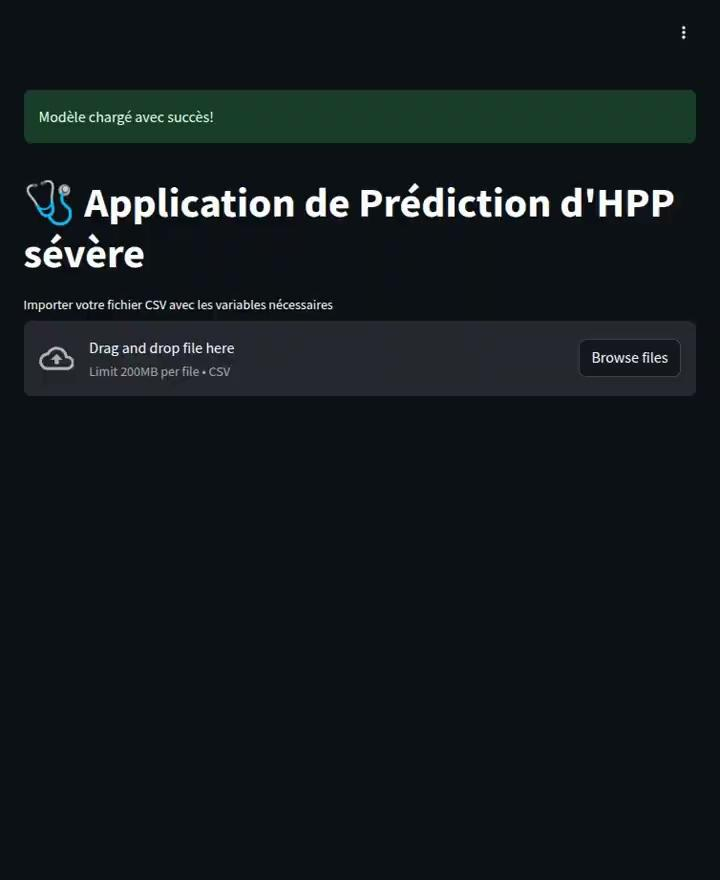 Modèle chargé avec succès!
Application de Prédiction d'HPP
sévère
Importer votre fichier CSV avec les variables nécessaires
Drag and drop file here
Limit 200MB per file • CSV
Browse files